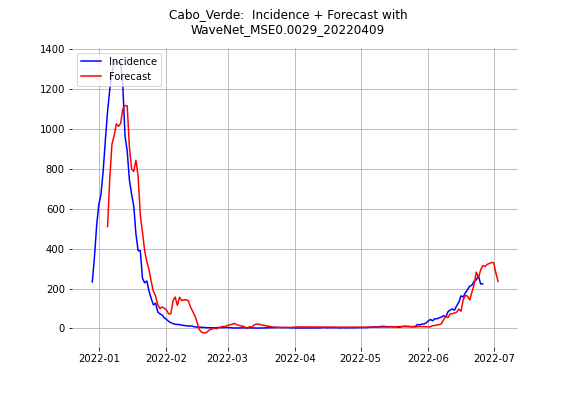 Cabo_Verde:  Incidence + Forecast with
WaveNet_MSE0.0029_20220409
1400
Incidence
Forecast
1200
1000
800
600
400
200
0
2022-01 2022-02 2022-03 2022-04 2022-05 2022-06 2022-07